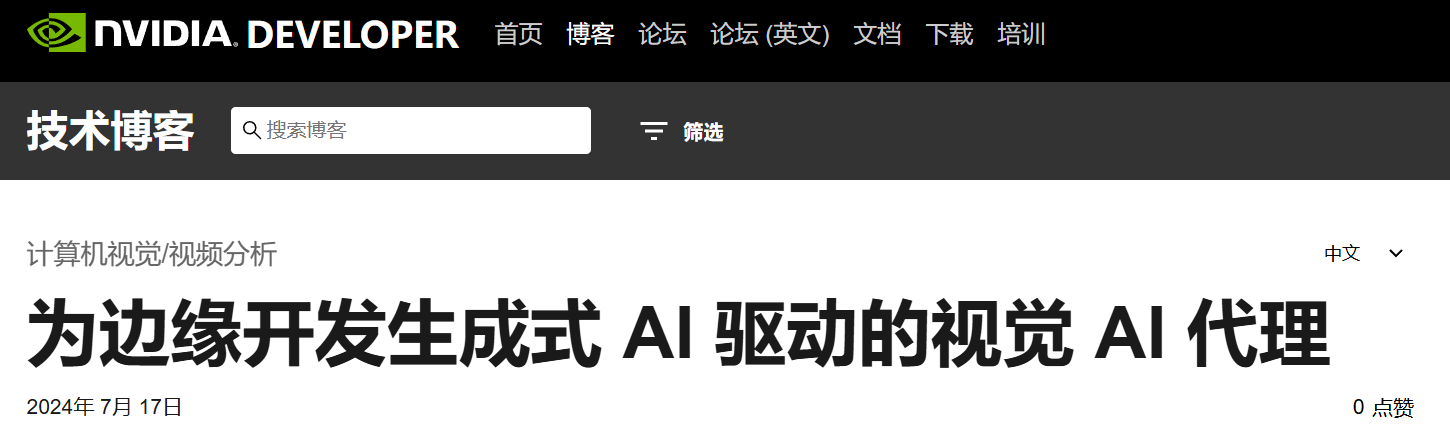 NVIDIA. DEVELOPER 首页 博客 论坛 论坛 (英文) 文档 下载 培训
技术博客 搜索博客 筛选
计算机视觉/视频分析 中文
为边缘开发生成式 AI 驱动的视觉 AI 代理
2024年 7月 17日 0 点赞